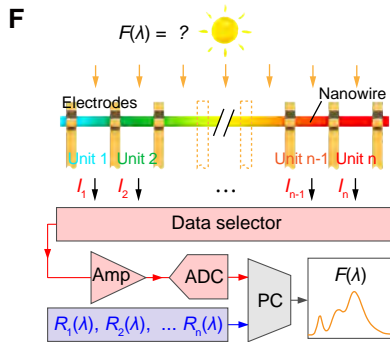 F
F(λ) = ?
Electrodes
Nanowire
Unit 1 Unit 2 Unit n-1 Unit n
I1 I2 ... In-1 In
Data selector
Amp ADC PC F(λ)
R1(λ), R2(λ), ... Rn(λ)